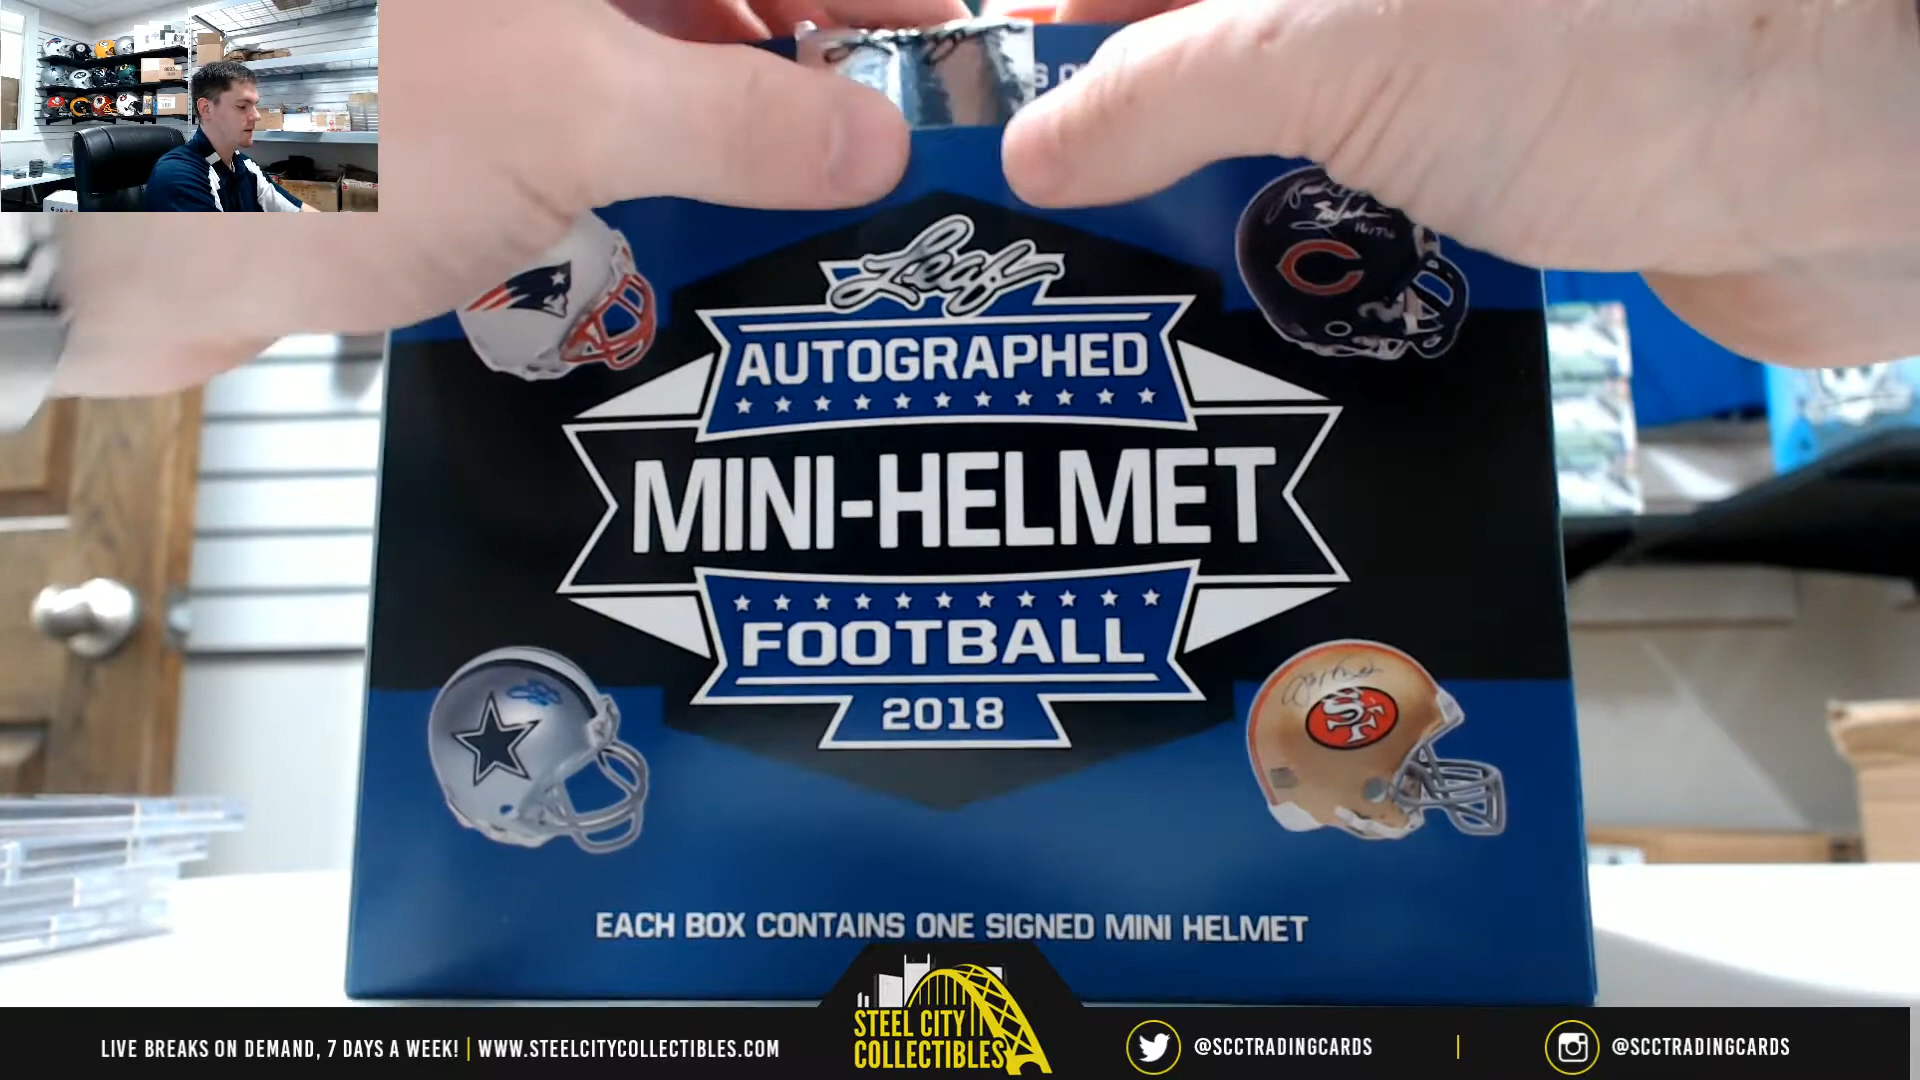 Leaf
AUTOGRAPHED
MINI-HELMET
FOOTBALL
2018
EACH BOX CONTAINS ONE SIGNED MINI HELMET
LIVE BREAKS ON DEMAND, 7 DAYS A WEEK! | WWW.STEELCITYCOLLECTIBLES.COM
STEEL CITY
COLLECTIBLES
@SCCTRADINGCARDS | @SCCTRADINGCARDS